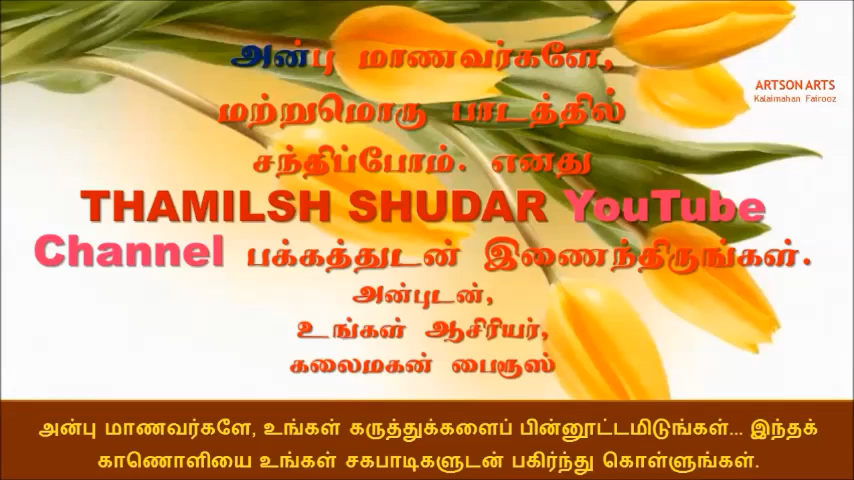 அன்பு மாணவர்களே,
மற்றுமொரு பாடத்தில்
ARTSON ARTS
Kalaimahan Fairooz
சந்திப்போம். எனது
THAMILSH SHUDAR YouTube
Channel பக்கத்துடன் இணைந்திருங்கள்.
அன்புடன்,
உங்கள் ஆசிரியர்,
கலைமகன் பைரூஸ்
அன்பு மாணவர்களே, உங்கள் கருத்துக்களைப் பின்னூட்டமிடுங்கள்... இந்தக்
காணொளியை உங்கள் சகபாடிகளுடன் பகிர்ந்து கொள்ளுங்கள்.